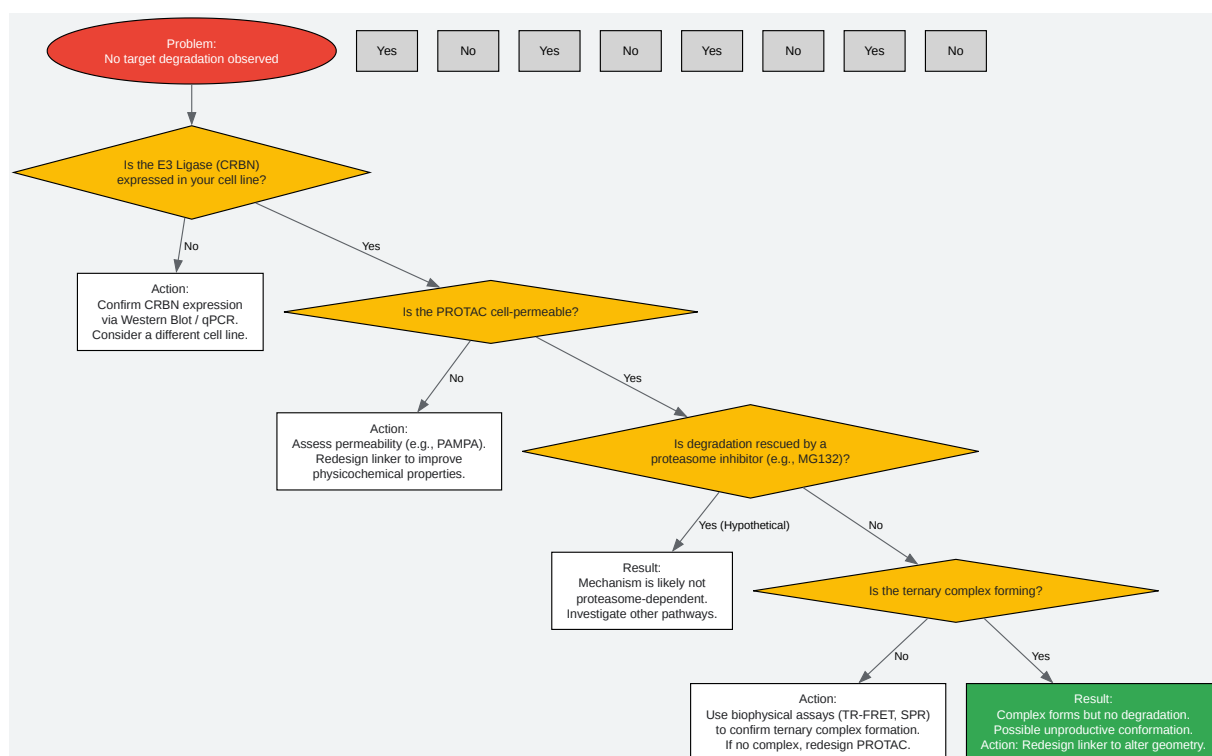 Problem:
No target degradation observed
Yes
No
Yes
No
Yes
No
Yes
No
Is the E3 Ligase (CRBN)
expressed in your cell line?
No
Yes
Action:
Confirm CRBN expression
via Western Blot / qPCR.
Consider a different cell line.
Is the PROTAC cell-permeable?
No
Yes
Action:
Assess permeability (e.g., PAMPA).
Redesign linker to improve
physicochemical properties.
Is degradation rescued by a
proteasome inhibitor (e.g., MG132)?
Yes (Hypothetical)
No
Result:
Mechanism is likely not
proteasome-dependent.
Investigate other pathways.
Is the ternary complex forming?
No
Yes
Action:
Use biophysical assays (TR-FRET, SPR)
to confirm ternary complex formation.
If no complex, redesign PROTAC.
Result:
Complex forms but no degradation.
Possible unproductive conformation.
Action: Redesign linker to alter geometry.